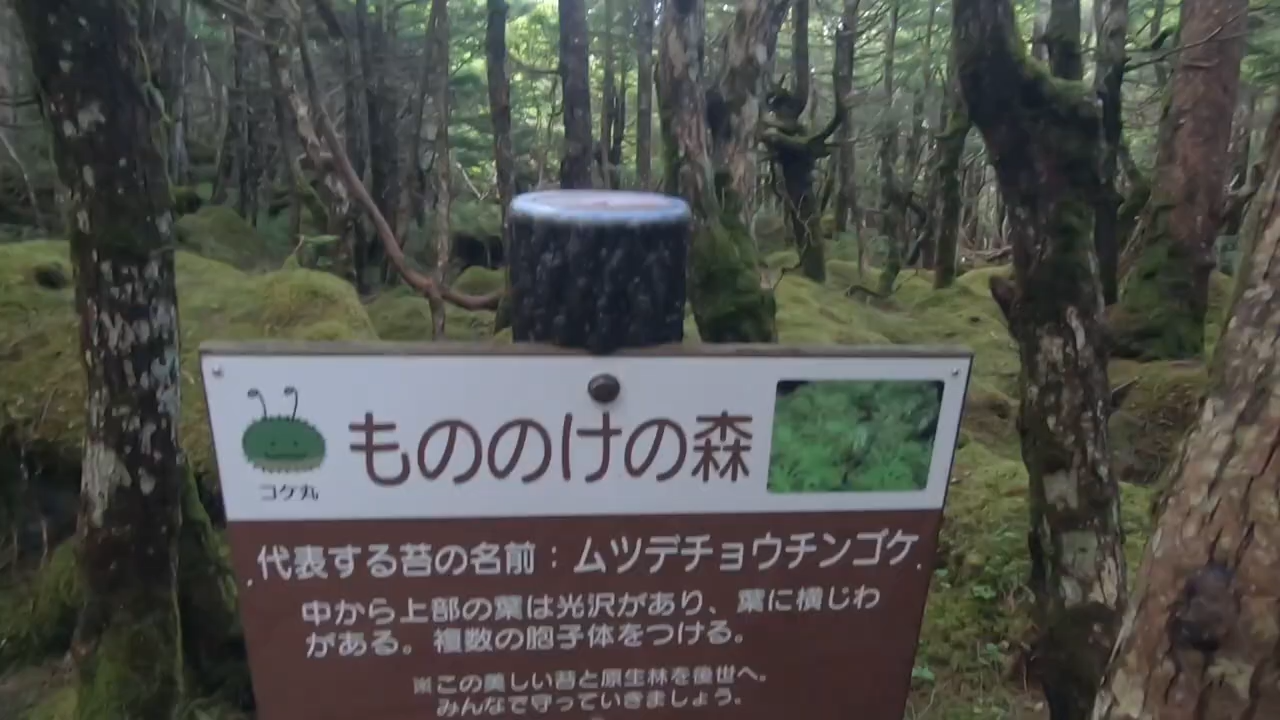 もののけの森
コケ丸
代表する苔の名前：ムツデチョウチンゴケ
中から上部の葉は光沢があり、葉に横じわ
がある。複数の胞子体をつける。
※この美しい苔と原生林を後世へ。
みんなで守っていきましょう。